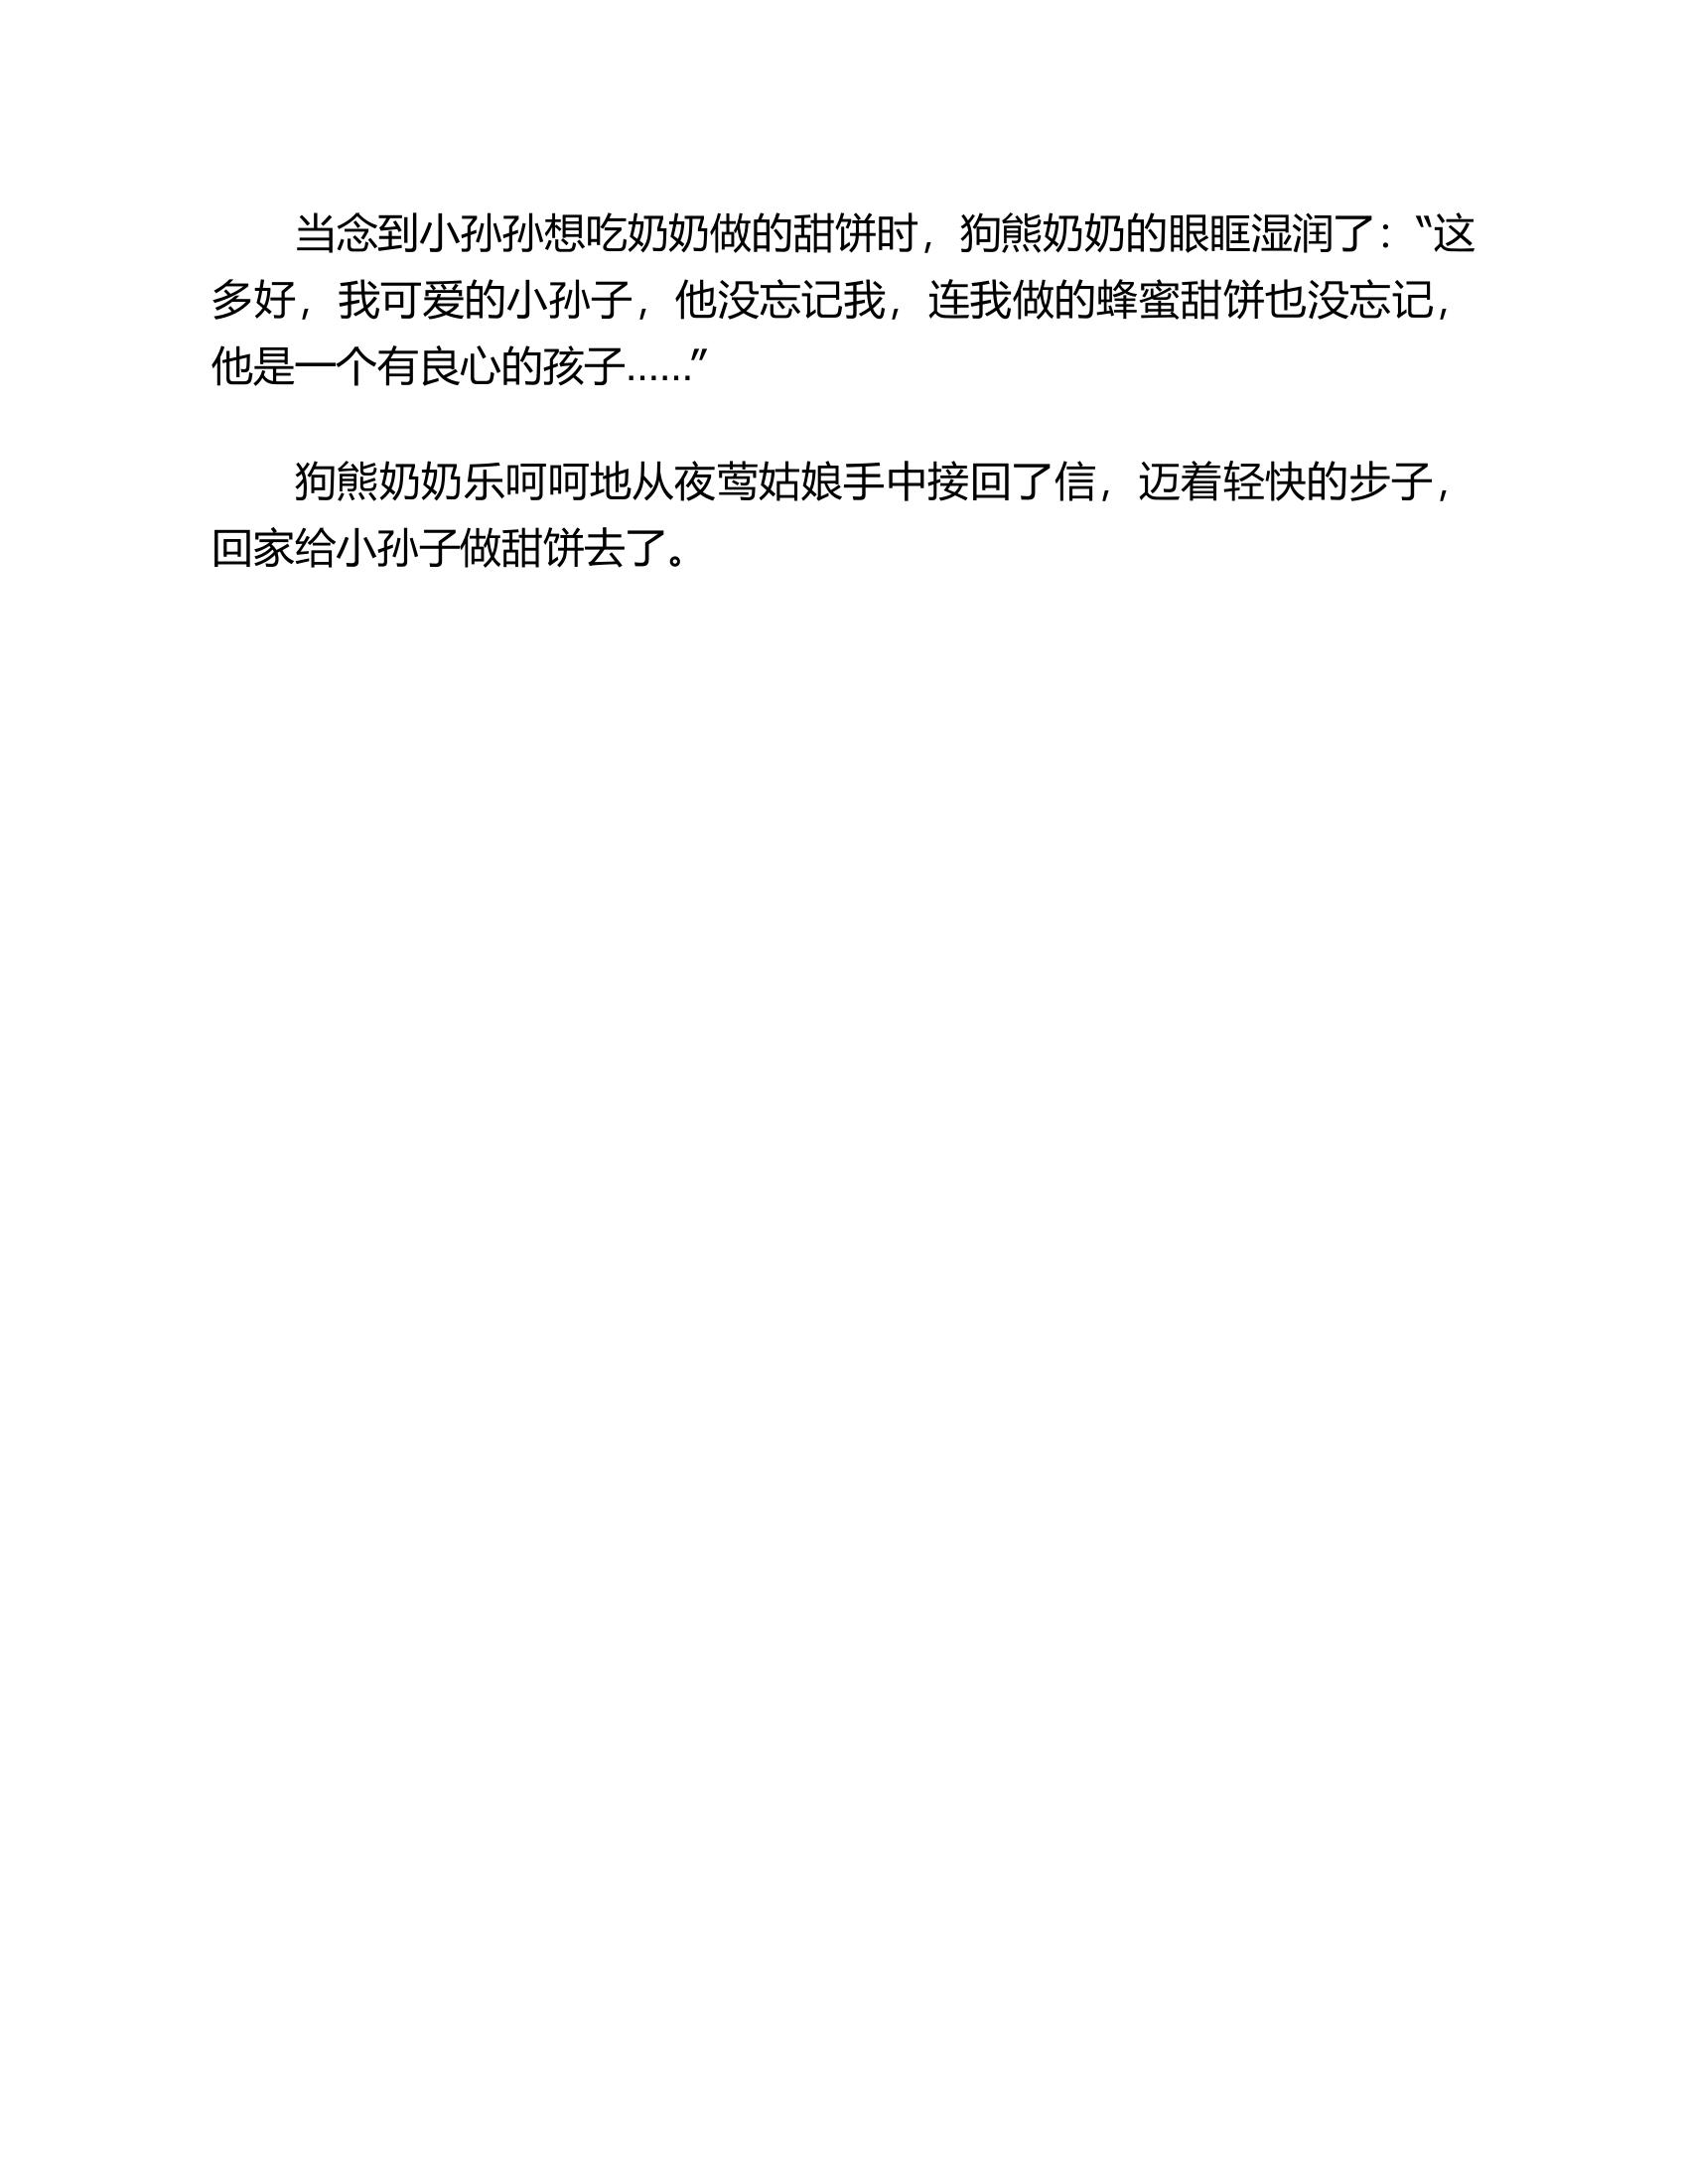 当念到小孙孙想吃奶奶做的甜饼时，狗熊奶奶的眼眶湿润了：“这
多好，我可爱的小孙子，他没忘记我，连我做的蜂蜜甜饼也没忘记，
他是一个有良心的孩子……”
狗熊奶奶乐呵呵地从夜莺姑娘手中接回了信，迈着轻快的步子，
回家给小孙子做甜饼去了。